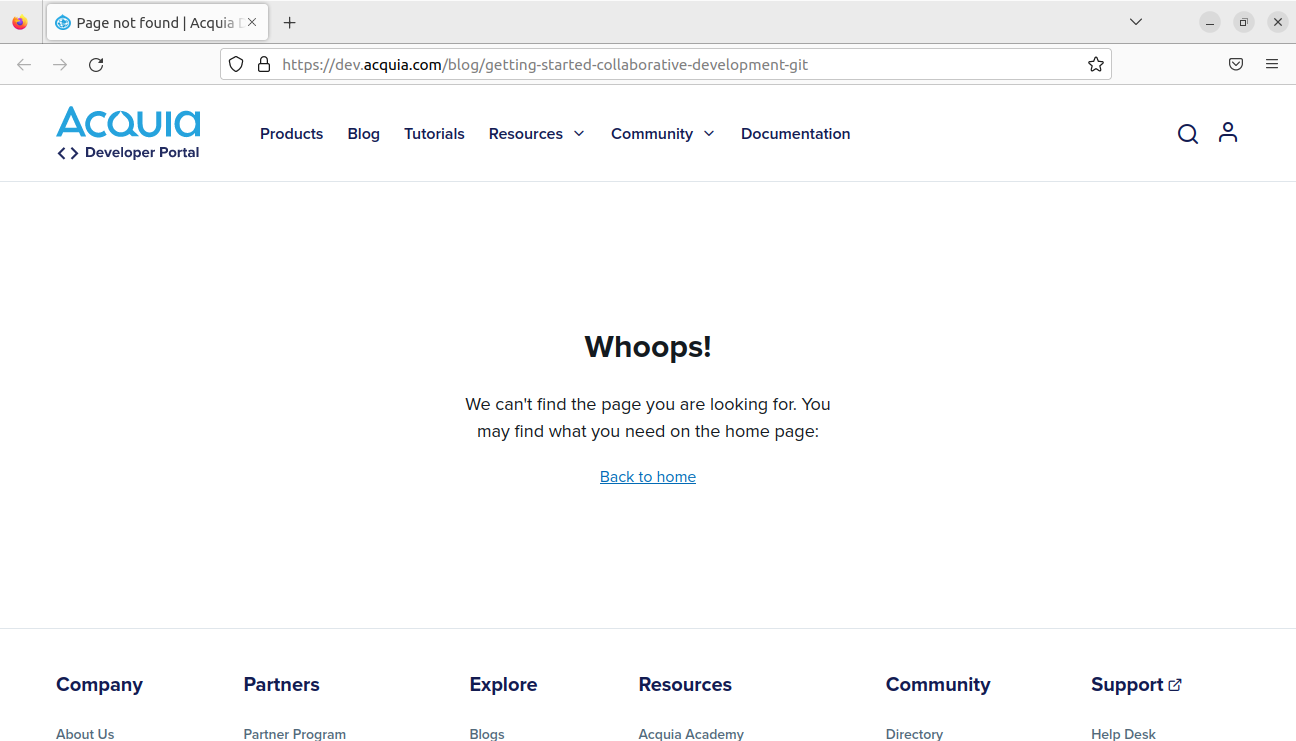 Page not found | Acquia D
https://dev.acquia.com/blog/getting-started-collaborative-development-git
Acquia
Developer Portal
Products Blog Tutorials Resources Community Documentation
Whoops!
We can't find the page you are looking for. You
may find what you need on the home page:
Back to home
Company Partners Explore Resources Community Support
About Us Partner Program Blogs Acquia Academy Directory Help Desk